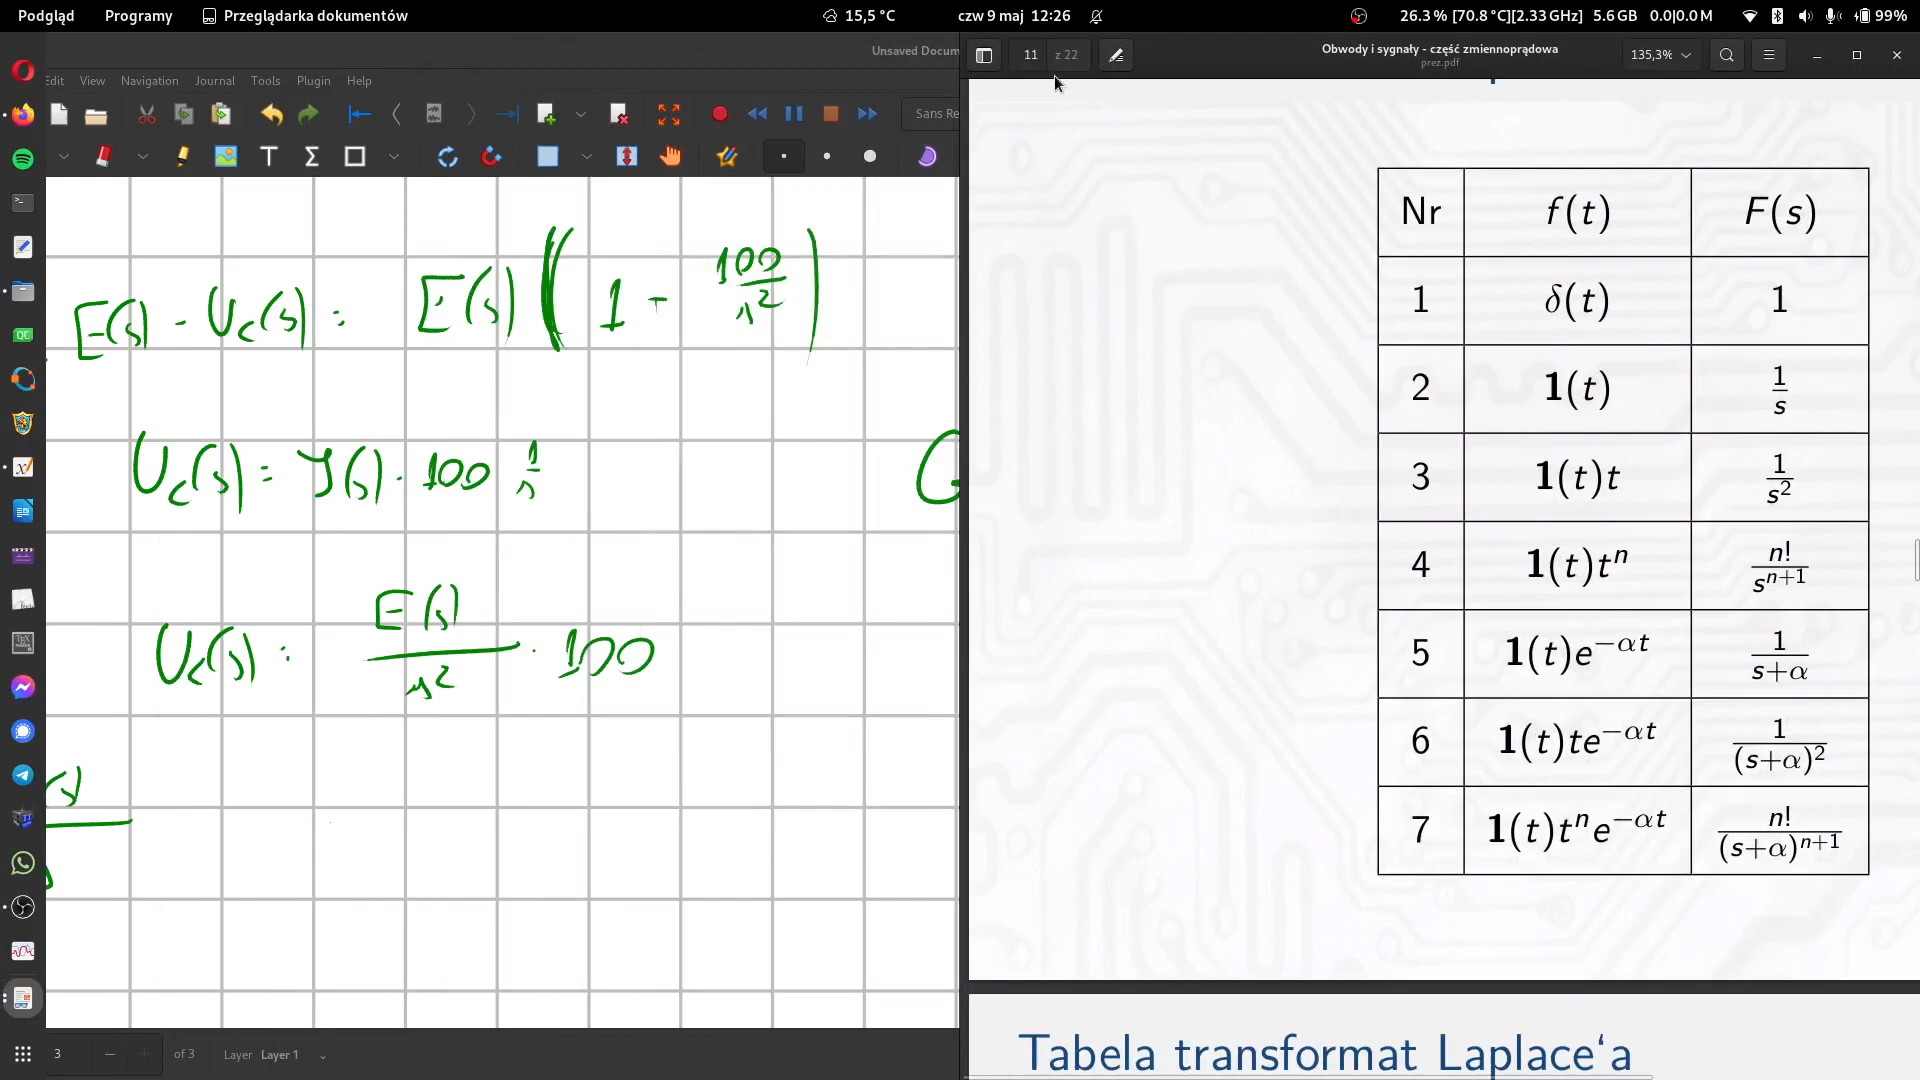 Podgląd Programy Przeglądarka dokumentów 15,5 °C czw 9 maj 12:26 26.3 % [70.8 °C][2.33 GHz] 5.6 GB 0.0|0.0 M 99%
Unsaved Docum
11 z 22
Obwody i sygnały - część zmiennoprądowa
prez.pdf
135,3%
Edit View Navigation Journal Tools Plugin Help
Sans Re
E(s) - U_c(s) = E(s) (1 - 100/s²)
U_c(s) = I(s) · 100 1/s
U_c(s) = E(s)/s² · 100
(s)
Nr f(t) F(s)
1 δ(t) 1
2 1(t) 1/s
3 1(t)t 1/s²
4 1(t)tⁿ n!/sⁿ⁺¹
5 1(t)e^(−αt) 1/(s+α)
6 1(t)te^(−αt) 1/(s+α)²
7 1(t)tⁿe^(−αt) n!/(s+α)ⁿ⁺¹
Tabela transformat Laplace‘a
3 of 3 Layer Layer 1